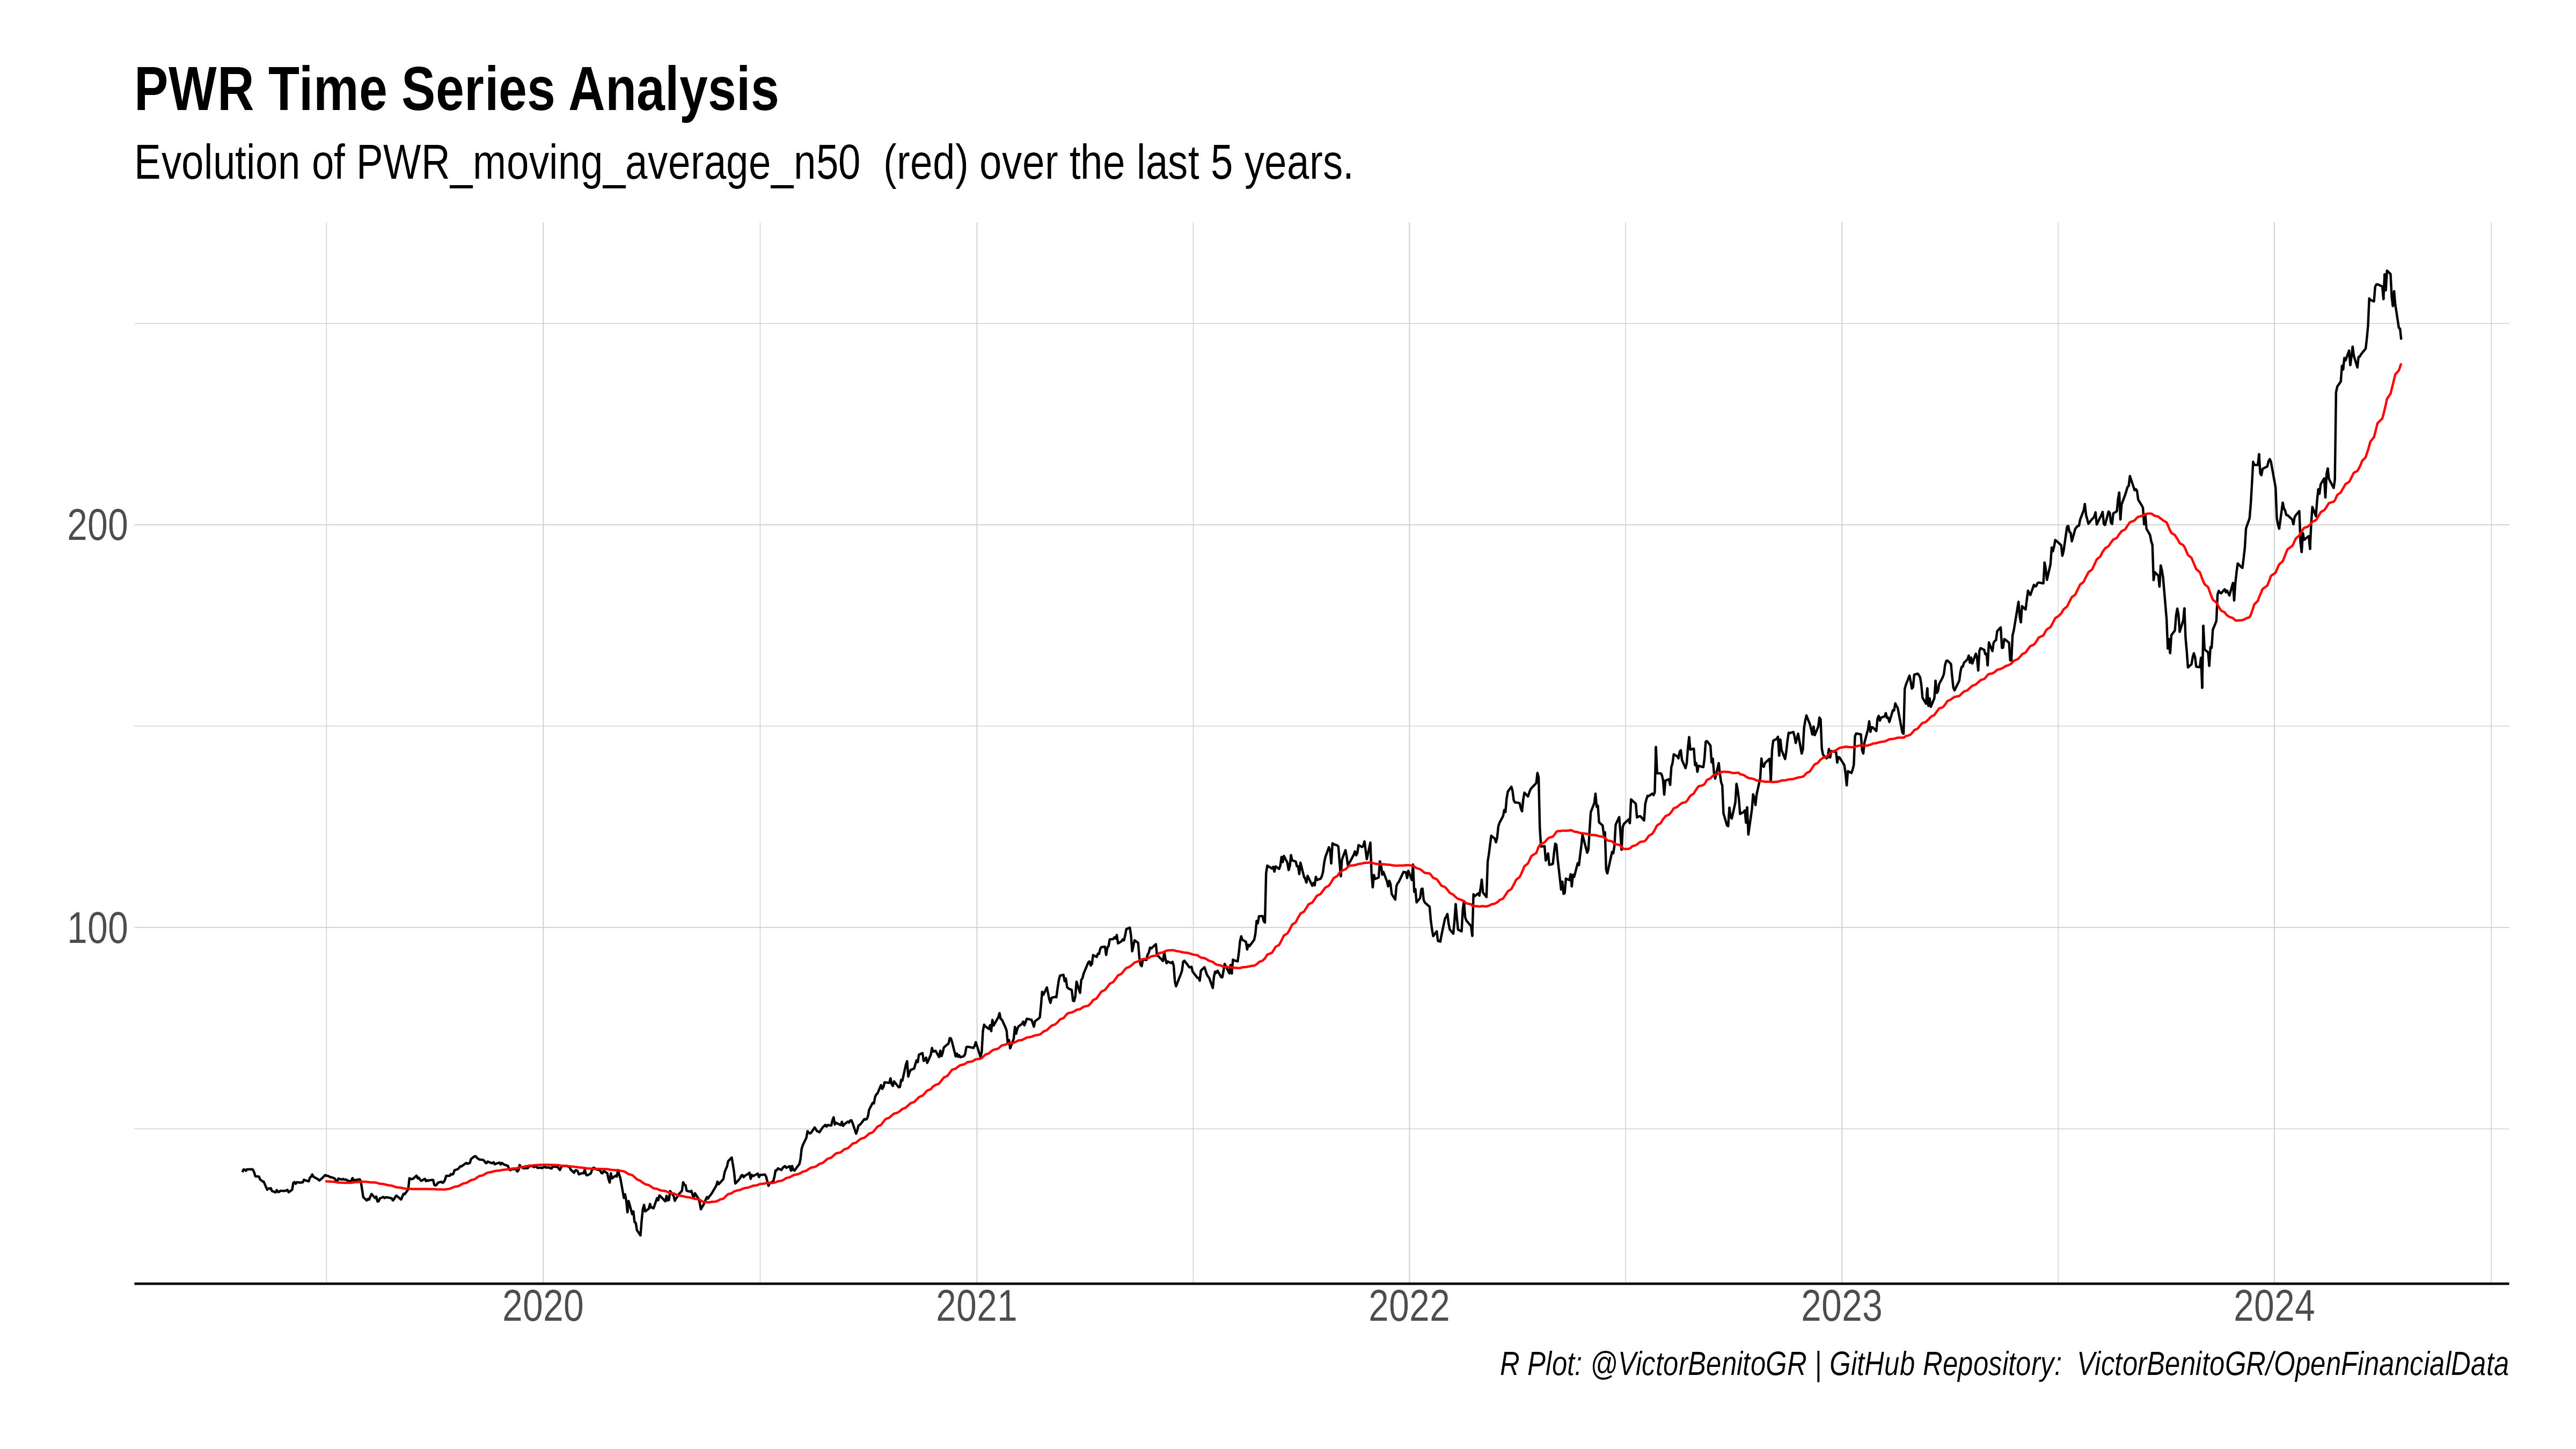 PWR Time Series Analysis
Evolution of PWR_moving_average_n50  (red) over the last 5 years.
200
100
2020 2021 2022 2023 2024
R Plot: @VictorBenitoGR | GitHub Repository:  VictorBenitoGR/OpenFinancialData